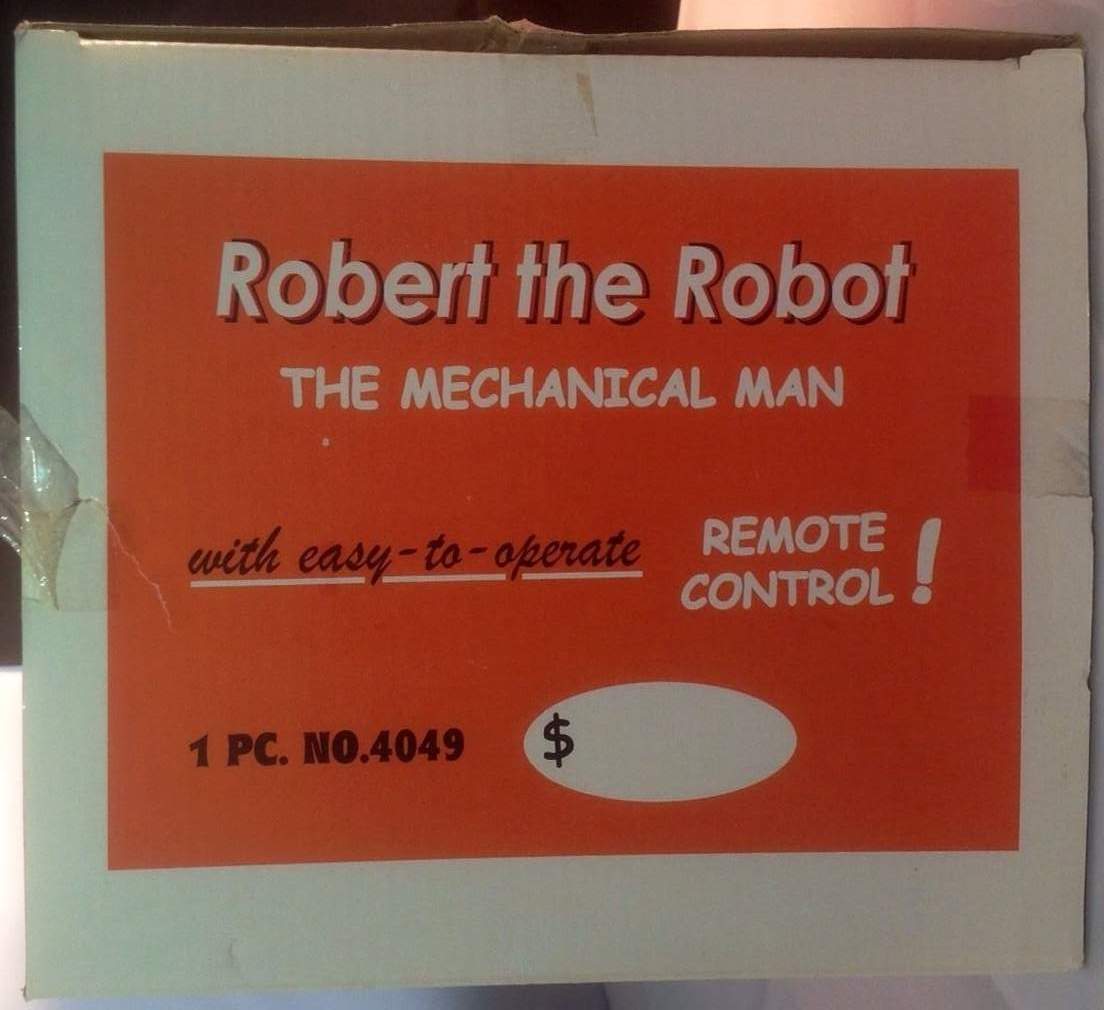 Robert the Robot
THE MECHANICAL MAN
with easy-to-operate
REMOTE
CONTROL!
1 PC. NO.4049
$